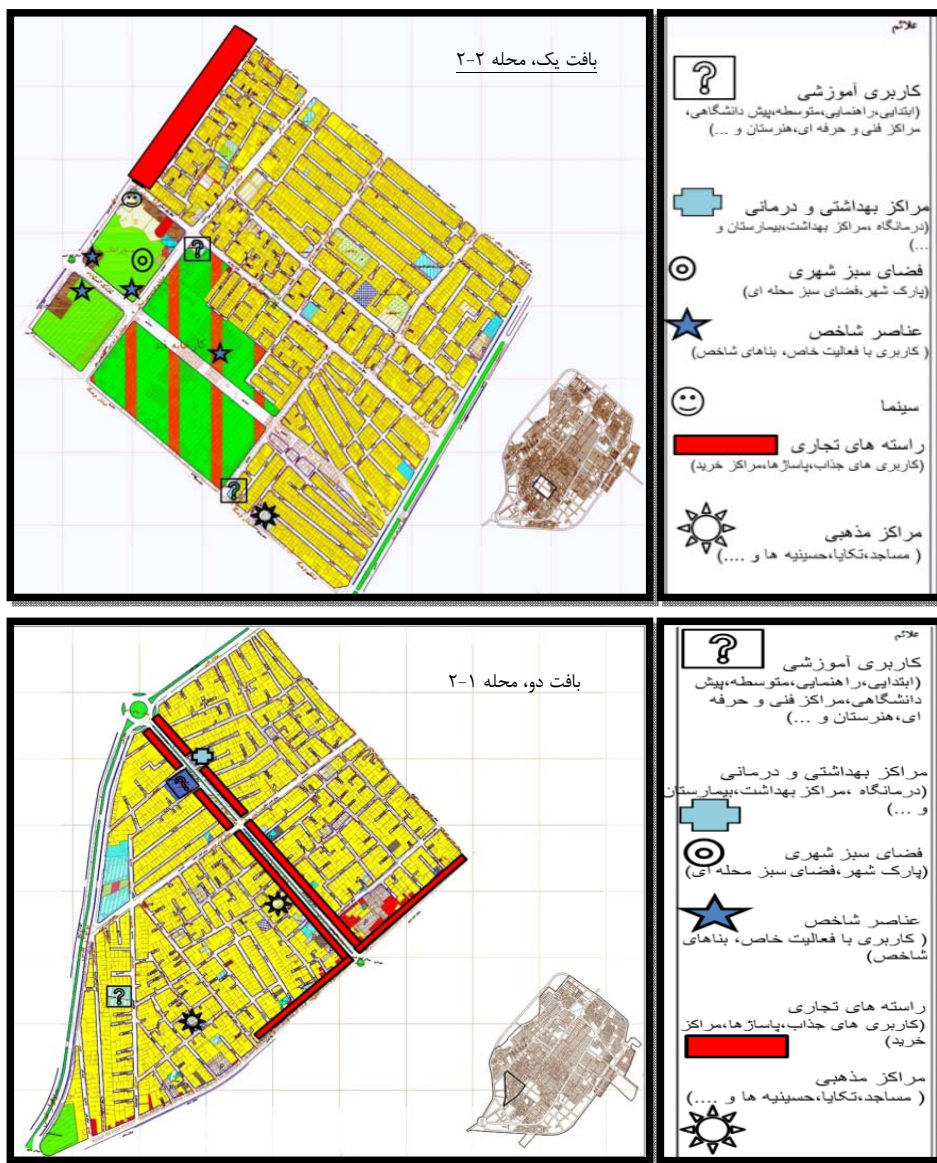 بافت یک، محله ۲-۲
علائم
?
کاربری آموزشی
(ابتدایی،راهنمایی،متوسطه،پیش دانشگاهی،
مراکز فنی و حرفه ای،هنرستان و ...)
مراکز بهداشتی و درمانی
(درمانگاه ،مراکز بهداشت،بیمارستان و
...)
فضای سبز شهری
(پارک شهر،فضای سبز محله ای)
عناصر شاخص
( کاربری با فعالیت خاص، بناهای شاخص)
سینما
راسته های تجاری
(کاربری های جذاب،پاساژها،مراکز خرید)
مراکز مذهبی
( مساجد،تکایا،حسینیه ها و ....)
?
?
کارخانه قند
بافت دو، محله ۱-۲
علائم
?
کاربری آموزشی
(ابتدایی،راهنمایی،متوسطه،پیش
دانشگاهی،مراکز فنی و حرفه
ای،هنرستان و ...)
مراکز بهداشتی و درمانی
(درمانگاه ،مراکز بهداشت،بیمارستان
و ...)
فضای سبز شهری
(پارک شهر،فضای سبز محله ای)
عناصر شاخص
( کاربری با فعالیت خاص، بناهای
شاخص)
راسته های تجاری
(کاربری های جذاب،پاساژها،مراکز
خرید)
مراکز مذهبی
( مساجد،تکایا،حسینیه ها و ....)
?
?